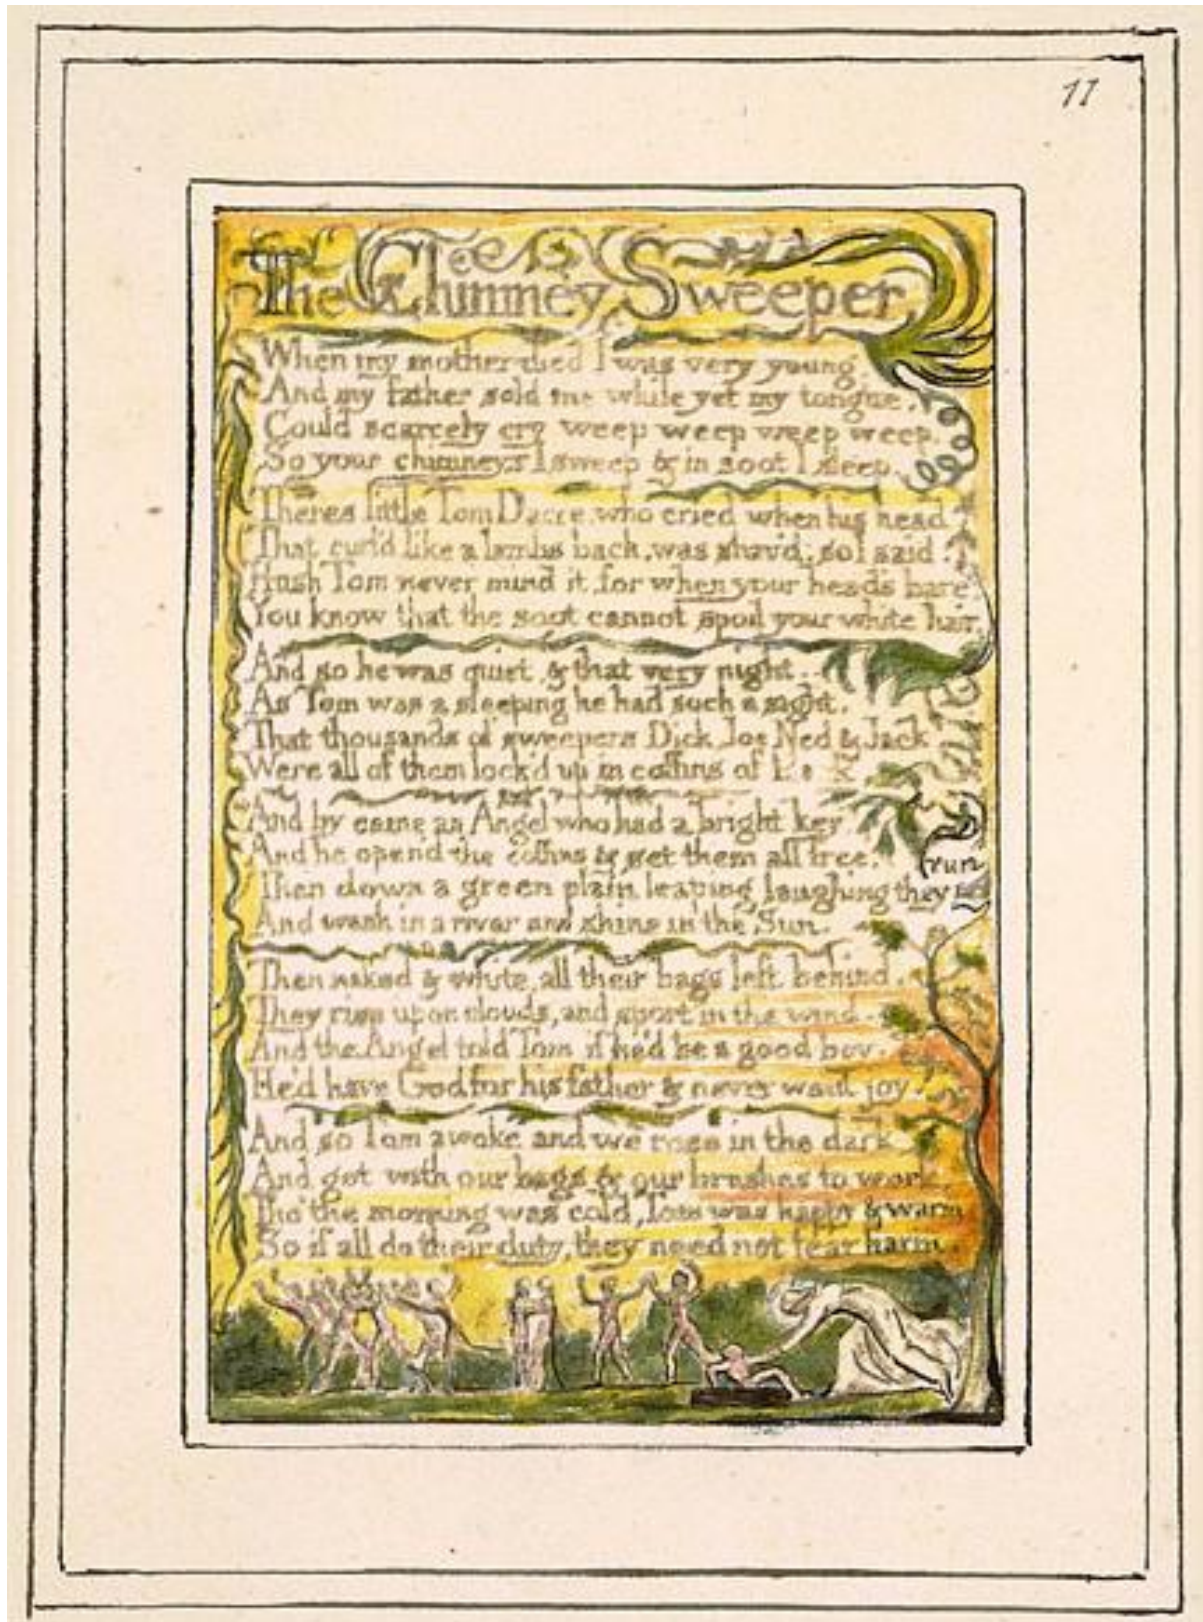 11
The Chimney Sweeper
When my mother died I was very young
And my father sold me while yet my tongue.
Could scarcely cry weep weep weep weep.
So your chimneys I sweep & in soot I sleep.
Theres little Tom Dacre, who cried when his head
That curl'd like a lambs back, was shav'd, so I said.
Hush Tom never mind it, for when your heads bare
You know that the soot cannot spoil your white hair.
And so he was quiet, & that very night.
As Tom was a sleeping he had such a sight.
That thousands of sweepers Dick Joe Ned & Jack
Were all of them lock'd up in coffins of
And by came an Angel who had a bright key
And he opend the coffins & set them all free.
Then down a green plain leaping laughing they run
And wash in a river and shine in the Sun.
Then naked & white, all their bags left behind.
They rise upon clouds, and sport in the wind.
And the Angel told Tom if he'd be a good boy.
He'd have God for his father & never want joy.
And so Tom awoke and we rose in the dark
And got with our bags & our brushes to work.
Tho' the morning was cold, Tom was happy & warm
So if all do their duty, they need not fear harm.